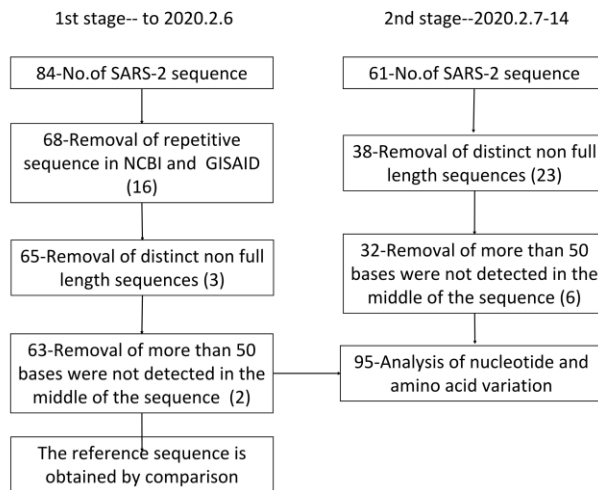 1st stage-- to 2020.2.6
84-No.of SARS-2 sequence
68-Removal of repetitive
sequence in NCBI and GISAID
(16)
65-Removal of distinct non full
length sequences (3)
63-Removal of more than 50
bases were not detected in the
middle of the sequence (2)
The reference sequence is
obtained by comparison
2nd stage--2020.2.7-14
61-No.of SARS-2 sequence
38-Removal of distinct non full
length sequences (23)
32-Removal of more than 50
bases were not detected in the
middle of the sequence (6)
95-Analysis of nucleotide and
amino acid variation